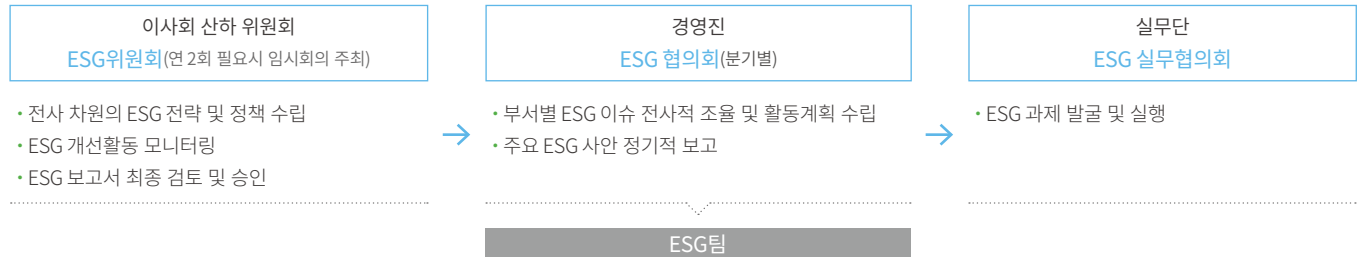 이사회 산하 위원회
ESG위원회(연 2회 필요시 임시회의 주최)
• 전사 차원의 ESG 전략 및 정책 수립
• ESG 개선활동 모니터링
• ESG 보고서 최종 검토 및 승인
경영진
ESG 협의회(분기별)
• 부서별 ESG 이슈 전사적 조율 및 활동계획 수립
• 주요 ESG 사안 정기적 보고
실무단
ESG 실무협의회
• ESG 과제 발굴 및 실행
ESG팀